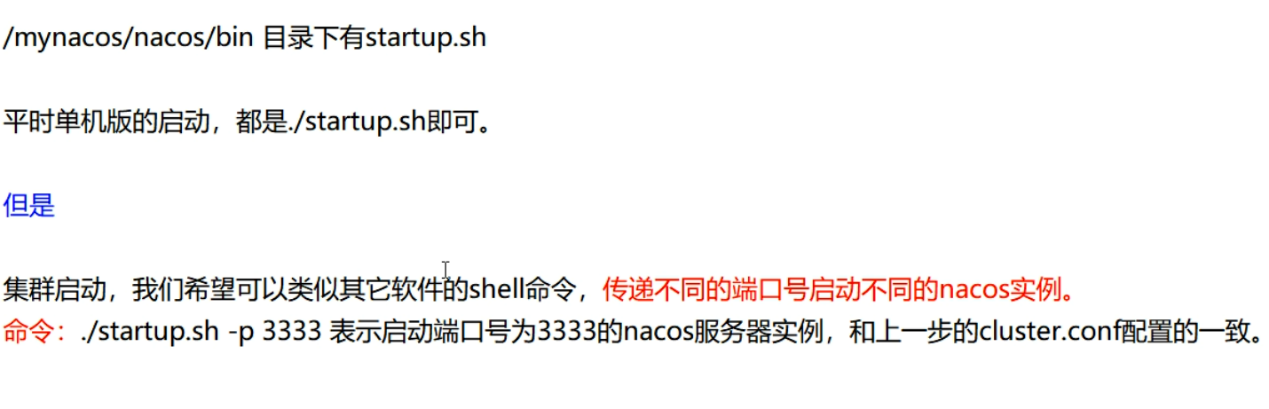 /mynacos/nacos/bin 目录下有startup.sh
平时单机版的启动，都是./startup.sh即可。
但是
集群启动，我们希望可以类似其它软件的shell命令，传递不同的端口号启动不同的nacos实例。
命令：./startup.sh -p 3333 表示启动端口号为3333的nacos服务器实例，和上一步的cluster.conf配置的一致。